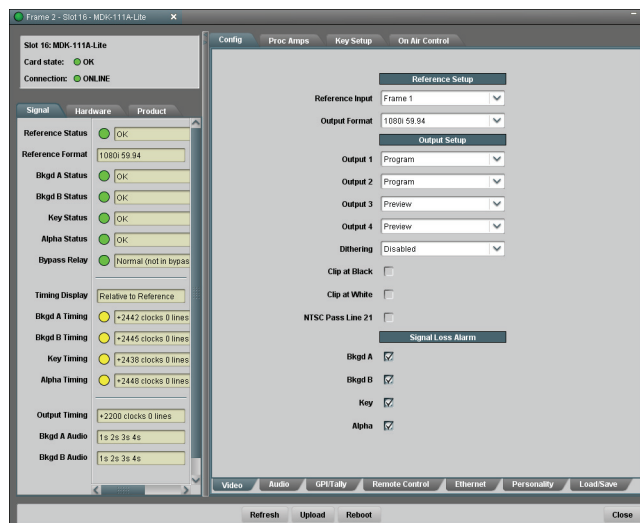 Frame 2 - Slot 16 - MDK-111A-Lite
Slot 16: MDK-111A-Lite
Card state: OK
Connection: ONLINE
Signal Hardware Product
Reference Status OK
Reference Format 1080i 59.94
Bkgd A Status OK
Bkgd B Status OK
Key Status OK
Alpha Status OK
Bypass Relay Normal (not in bypas
Timing Display Relative to Reference
Bkgd A Timing +2442 clocks 0 lines
Bkgd B Timing +2445 clocks 0 lines
Key Timing +2438 clocks 0 lines
Alpha Timing +2448 clocks 0 lines
Output Timing +2200 clocks 0 lines
Bkgd A Audio 1s 2s 3s 4s
Bkgd B Audio 1s 2s 3s 4s
Config Proc Amps Key Setup On Air Control
Reference Setup
Reference Input Frame 1
Output Format 1080i 59.94
Output Setup
Output 1 Program
Output 2 Program
Output 3 Preview
Output 4 Preview
Dithering Disabled
Clip at Black
Clip at White
NTSC Pass Line 21
Signal Loss Alarm
Bkgd A
Bkgd B
Key
Alpha
Video Audio GPI/Tally Remote Control Ethernet Personality Load/Save
Refresh Upload Reboot Close